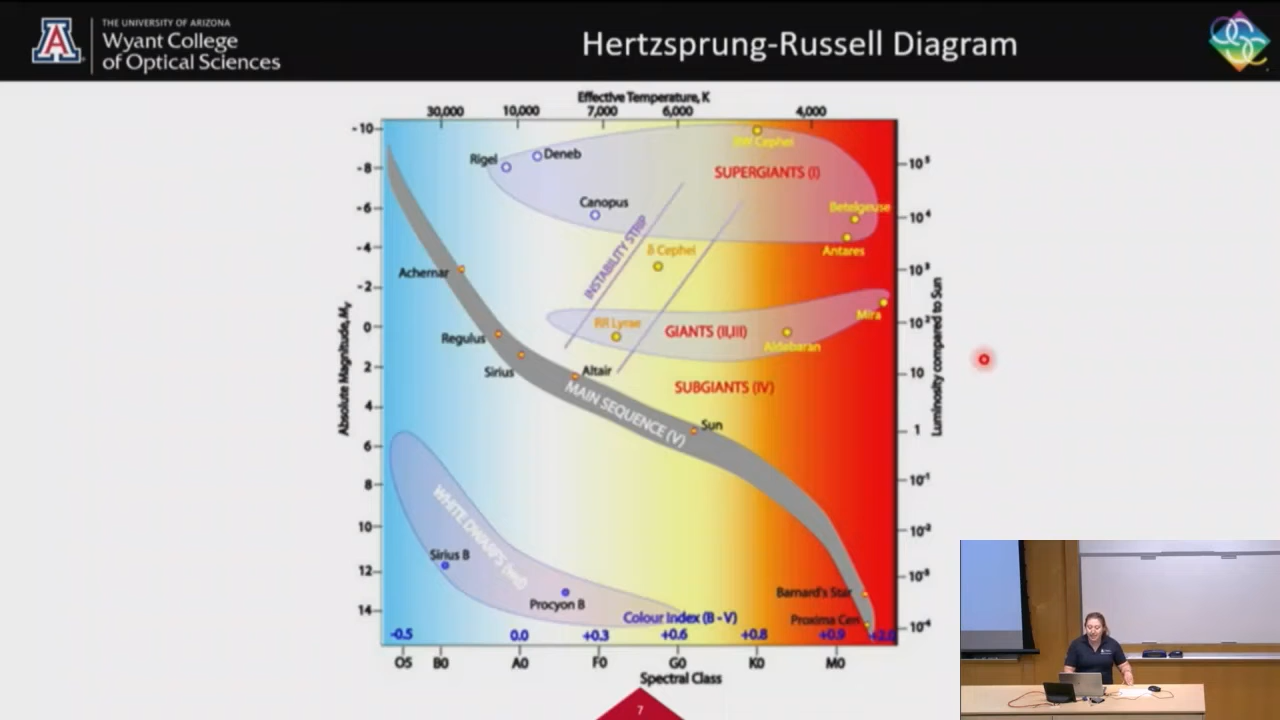 THE UNIVERSITY OF ARIZONA
Wyant College
of Optical Sciences
Hertzsprung-Russell Diagram
Effective Temperature, K
30,000 10,000 7,000 6,000 4,000
-10
-8
-6
-4
-2
0
2
4
6
8
10
12
14
Absolute Magnitude, Mv
Rigel
Deneb
RW Cephei
SUPERGIANTS (I)
Canopus
Betelgeuse
Antares
INSTABILITY STRIP
δ Cephei
Achernar
Mira
RR Lyrae
GIANTS (II,III)
Aldebaran
Regulus
Sirius
Altair
SUBGIANTS (IV)
MAIN SEQUENCE (V)
Sun
WHITE DWARFS
Sirius B
Procyon B
Barnard's Star
Proxima Cen
Colour Index (B - V)
-0.5 0.0 +0.3 +0.6 +0.8 +0.9 +2.0
O5 B0 A0 F0 G0 K0 M0
Spectral Class
10⁵
10⁴
10³
10²
10
1
10⁻¹
10⁻²
10⁻³
10⁻⁴
Luminosity compared to Sun
7